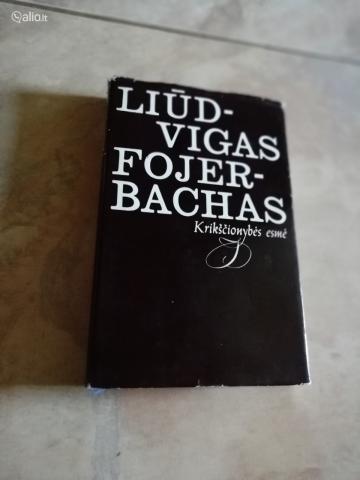 alio.lt
LIŪD-
VIGAS
FOJER-
BACHAS
Krikščionybės esmė